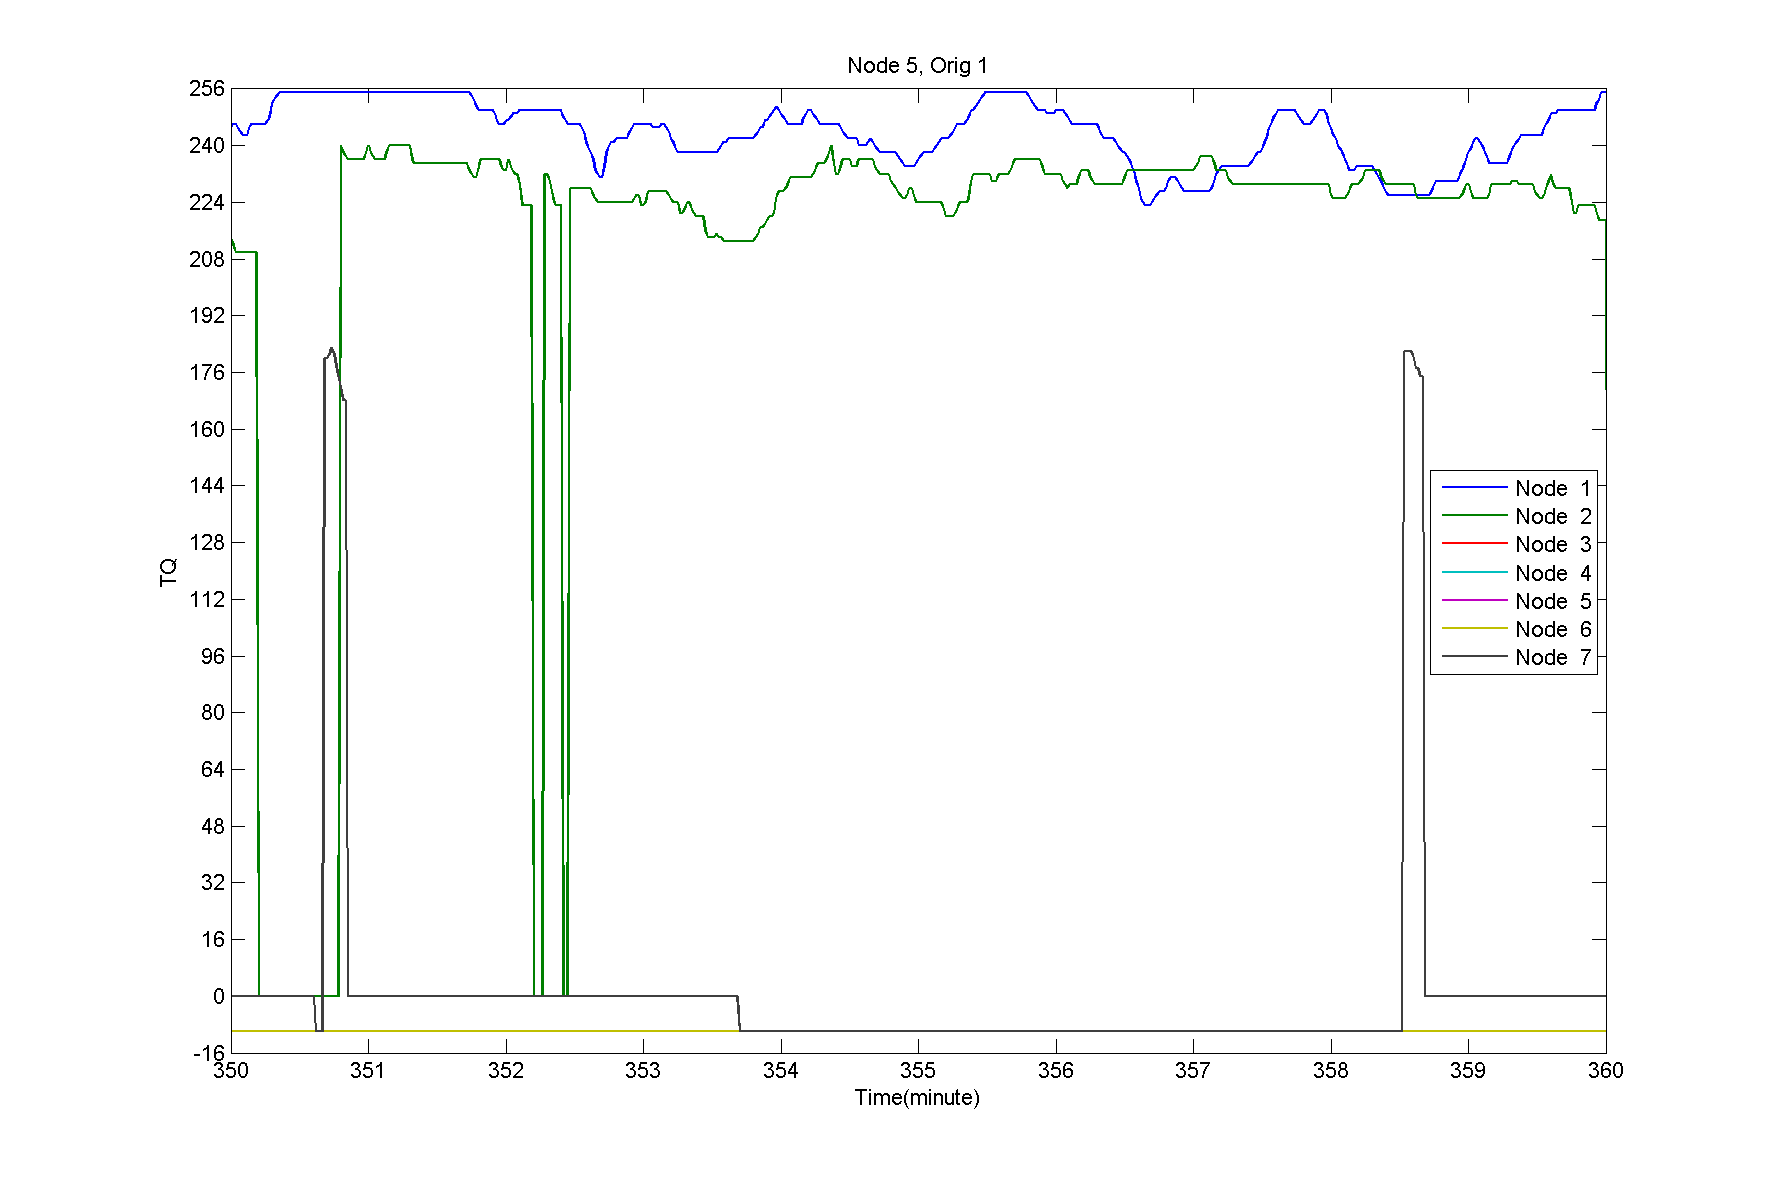 Node 5, Orig 1
256
240
224
208
192
176
160
144
128
112
96
80
64
48
32
16
0
-16
TQ
Node 1
Node 2
Node 3
Node 4
Node 5
Node 6
Node 7
350 351 352 353 354 355 356 357 358 359 360
Time(minute)